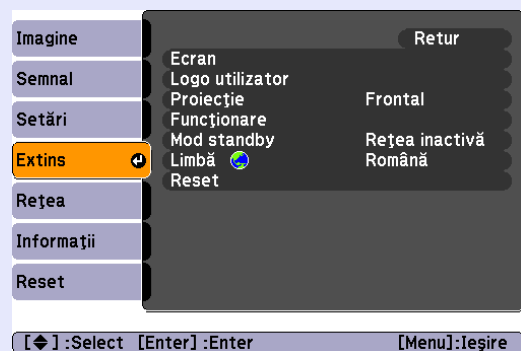 Imagine
Semnal
Setări
Extins
Reţea
Informaţii
Reset
Retur
Ecran
Logo utilizator
Proiecţie Frontal
Funcţionare
Mod standby Reţea inactivă
Limbă Română
Reset
[◆] :Select [Enter] :Enter [Menu]:Ieşire